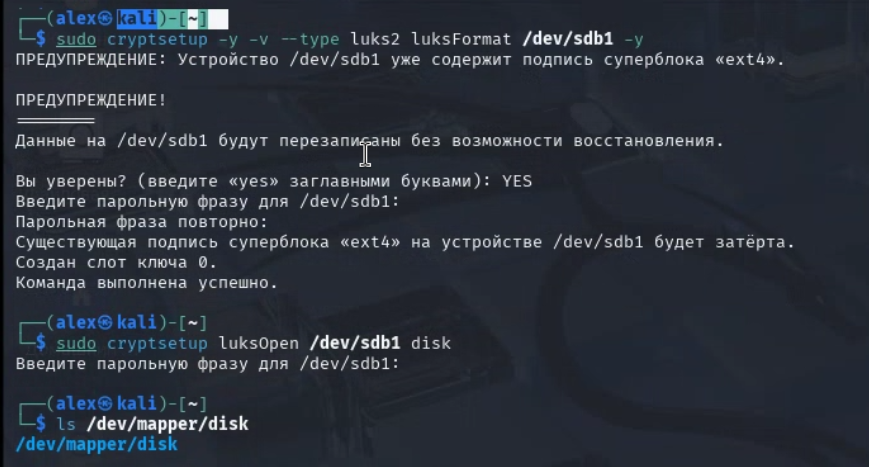 ┌──(alex㉿kali)-[~]
└─$ sudo cryptsetup -y -v --type luks2 luksFormat /dev/sdb1 -y
ПРЕДУПРЕЖДЕНИЕ: Устройство /dev/sdb1 уже содержит подпись суперблока «ext4».
ПРЕДУПРЕЖДЕНИЕ!
========
Данные на /dev/sdb1 будут перезаписаны без возможности восстановления.
Вы уверены? (введите «yes» заглавными буквами): YES
Введите парольную фразу для /dev/sdb1:
Парольная фраза повторно:
Существующая подпись суперблока «ext4» на устройстве /dev/sdb1 будет затёрта.
Создан слот ключа 0.
Команда выполнена успешно.
┌──(alex㉿kali)-[~]
└─$ sudo cryptsetup luksOpen /dev/sdb1 disk
Введите парольную фразу для /dev/sdb1:
┌──(alex㉿kali)-[~]
└─$ ls /dev/mapper/disk
/dev/mapper/disk